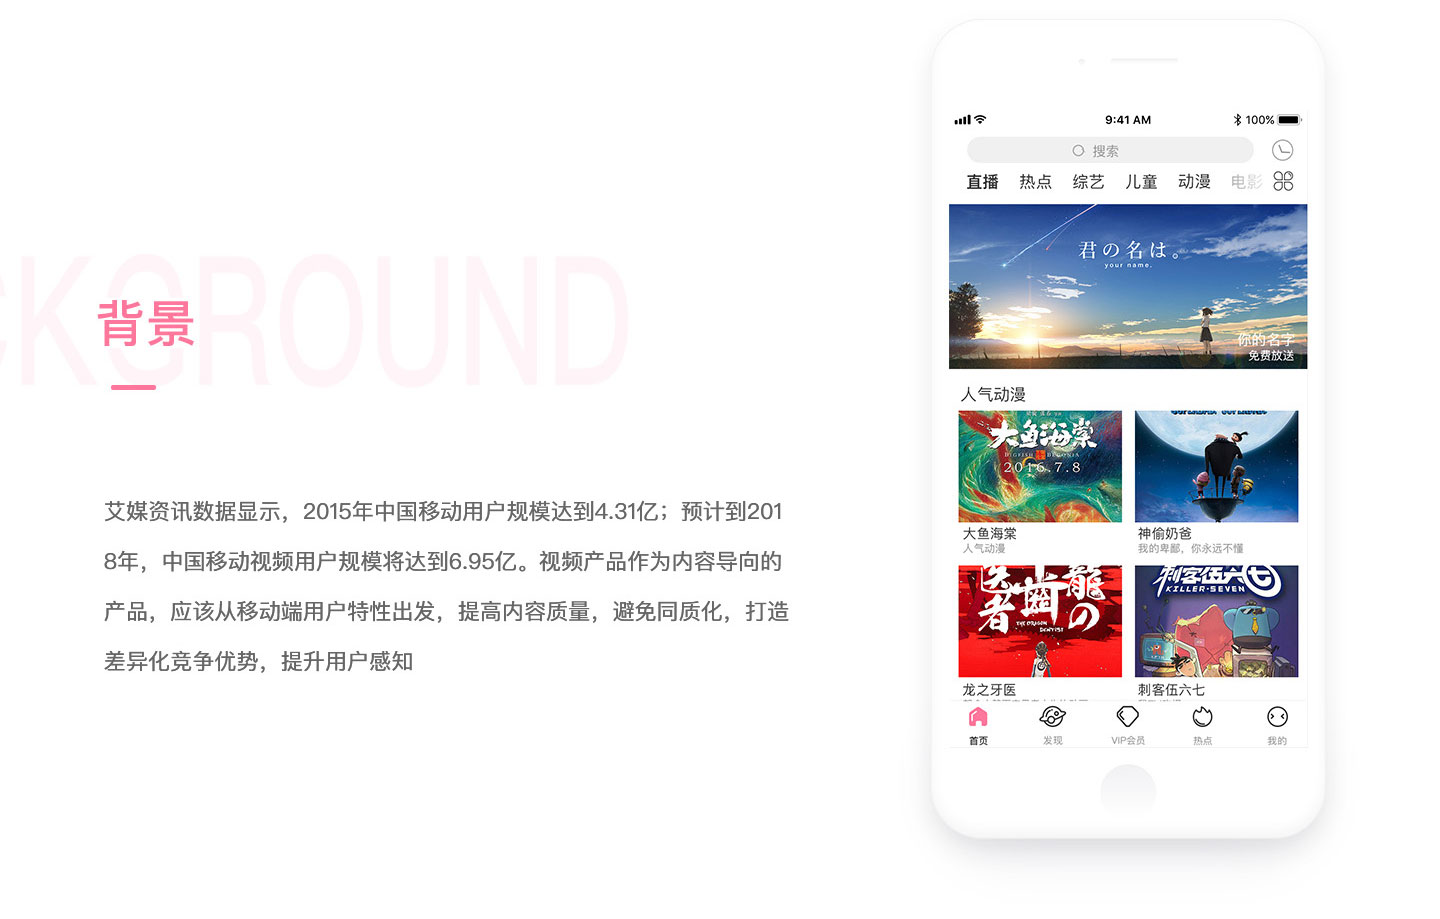 CKGROUND
背景
艾媒资讯数据显示，2015年中国移动用户规模达到4.31亿；预计到201
8年，中国移动视频用户规模将达到6.95亿。视频产品作为内容导向的
产品，应该从移动端用户特性出发，提高内容质量，避免同质化，打造
差异化竞争优势，提升用户感知
9:41 AM
100%
搜索
直播 热点 综艺 儿童 动漫 电影
君の名は。
your name.
你的名字
免费放送
人气动漫
大鱼海棠
BIGFISH BEGONIA
2016.7.8
大鱼海棠
人气动漫
神偷奶爸
我的卑鄙，你永远不懂
龍の
歯医者
THE DRAGON
DENTIST
龙之牙医
刺客伍六七
KILLER·SEVEN
刺客伍六七
首页 发现 VIP会员 热点 我的